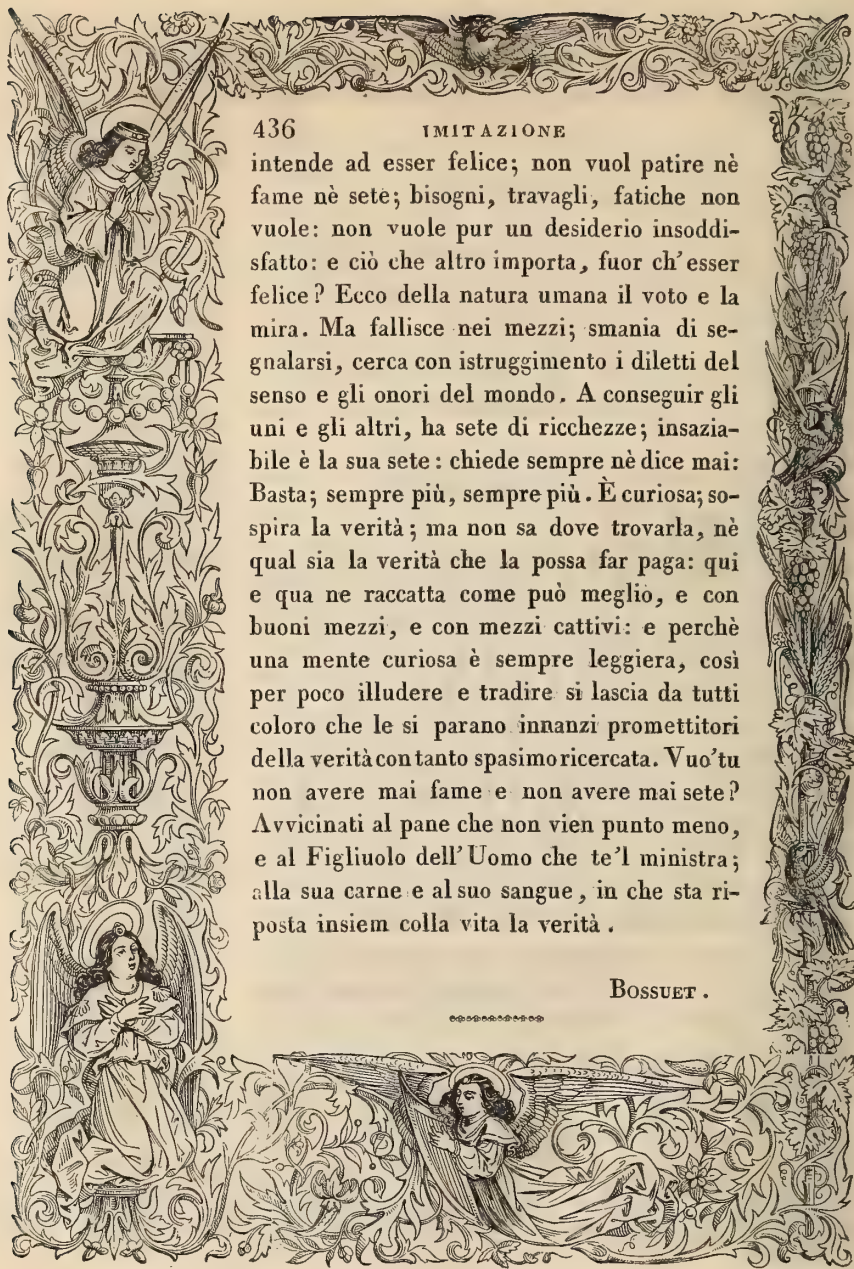 436 IMITAZIONE
intende ad esser felice; non vuol patire nè
fame nè sete; bisogni, travagli, fatiche non
vuole: non vuole pur un desiderio insoddi-
sfatto: e ciò che altro importa, fuor ch'esser
felice? Ecco della natura umana il voto e la
mira. Ma fallisce nei mezzi; smania di se-
gnalarsi, cerca con istruggimento i diletti del
senso e gli onori del mondo. A conseguir gli
uni e gli altri, ha sete di ricchezze; insazia-
bile è la sua sete: chiede sempre nè dice mai:
Basta; sempre più, sempre più. È curiosa; so-
spira la verità; ma non sa dove trovarla, nè
qual sia la verità che la possa far paga: qui
e qua ne raccatta come può meglio, e con
buoni mezzi, e con mezzi cattivi: e perchè
una mente curiosa è sempre leggiera, così
per poco illudere e tradire si lascia da tutti
coloro che le si parano innanzi promettitori
della verità con tanto spasimo ricercata. Vuo' tu
non avere mai fame e non avere mai sete?
Avvicinati al pane che non vien punto meno,
e al Figliuolo dell'Uomo che te'l ministra;
alla sua carne e al suo sangue, in che sta ri-
posta insiem colla vita la verità.
BOSSUET.